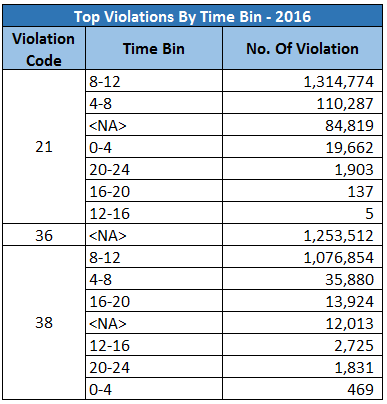 Top Violations By Time Bin - 2016
Violation Code Time Bin No. Of Violation
21 8-12 1,314,774
4-8 110,287
<NA> 84,819
0-4 19,662
20-24 1,903
16-20 137
12-16 5
36 <NA> 1,253,512
38 8-12 1,076,854
4-8 35,880
16-20 13,924
<NA> 12,013
12-16 2,725
20-24 1,831
0-4 469